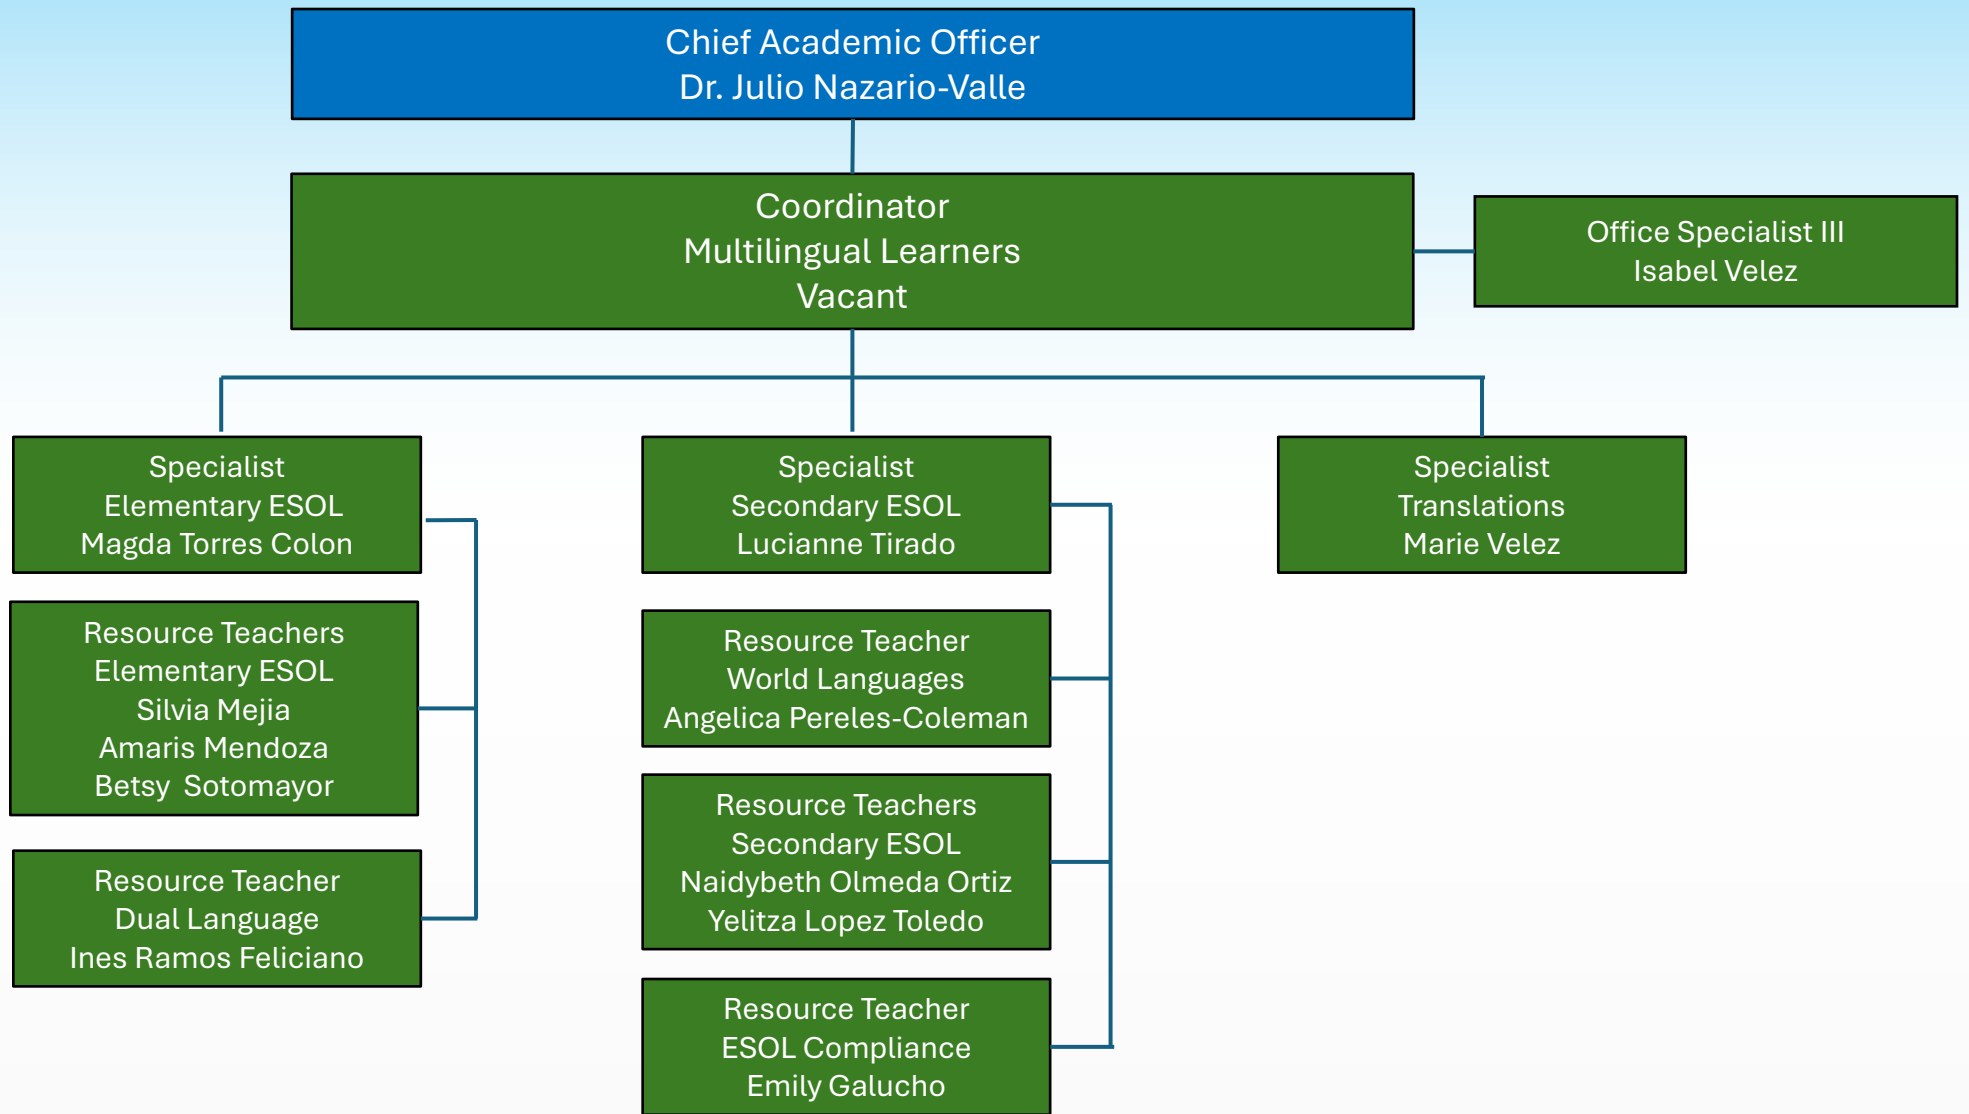 Chief Academic Officer
Dr. Julio Nazario-Valle
Coordinator
Multilingual Learners
Vacant
Office Specialist III
Isabel Velez
Specialist
Elementary ESOL
Magda Torres Colon
Resource Teachers
Elementary ESOL
Silvia Mejia
Amaris Mendoza
Betsy  Sotomayor
Resource Teacher
Dual Language
Ines Ramos Feliciano
Specialist
Secondary ESOL
Lucianne Tirado
Resource Teacher
World Languages
Angelica Pereles-Coleman
Resource Teachers
Secondary ESOL
Naidybeth Olmeda Ortiz
Yelitza Lopez Toledo
Resource Teacher
ESOL Compliance
Emily Galucho
Specialist
Translations
Marie Velez